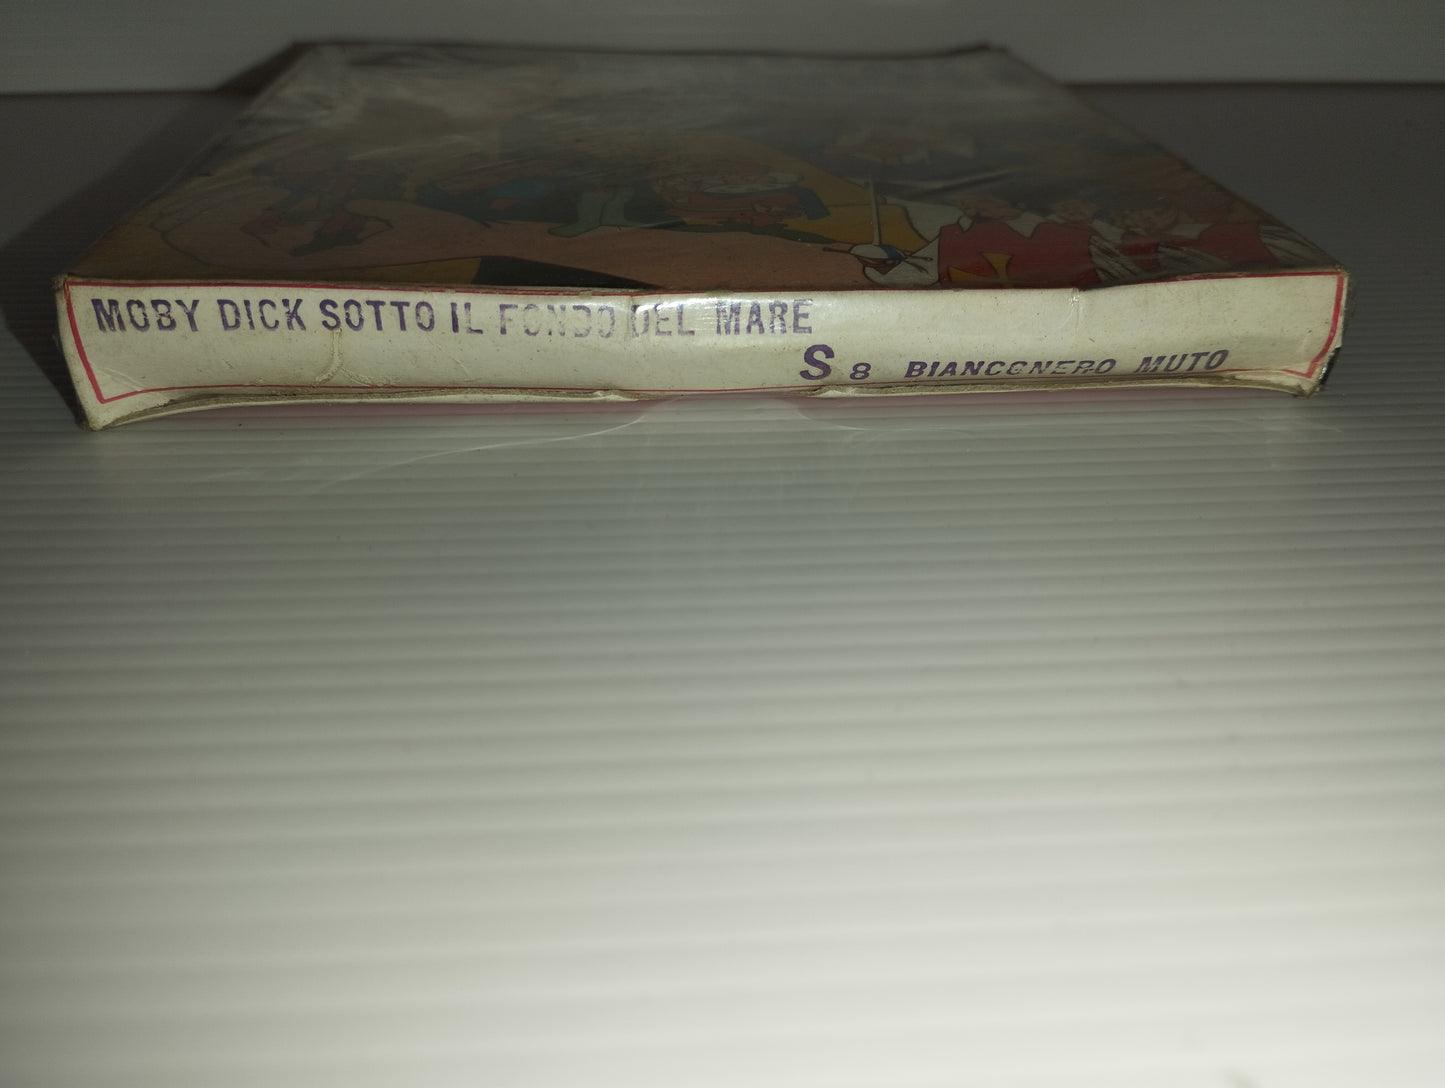 MOBY DICK SOTTO IL FONDO DEL MARE
S 8 BIANCONERO MUTO